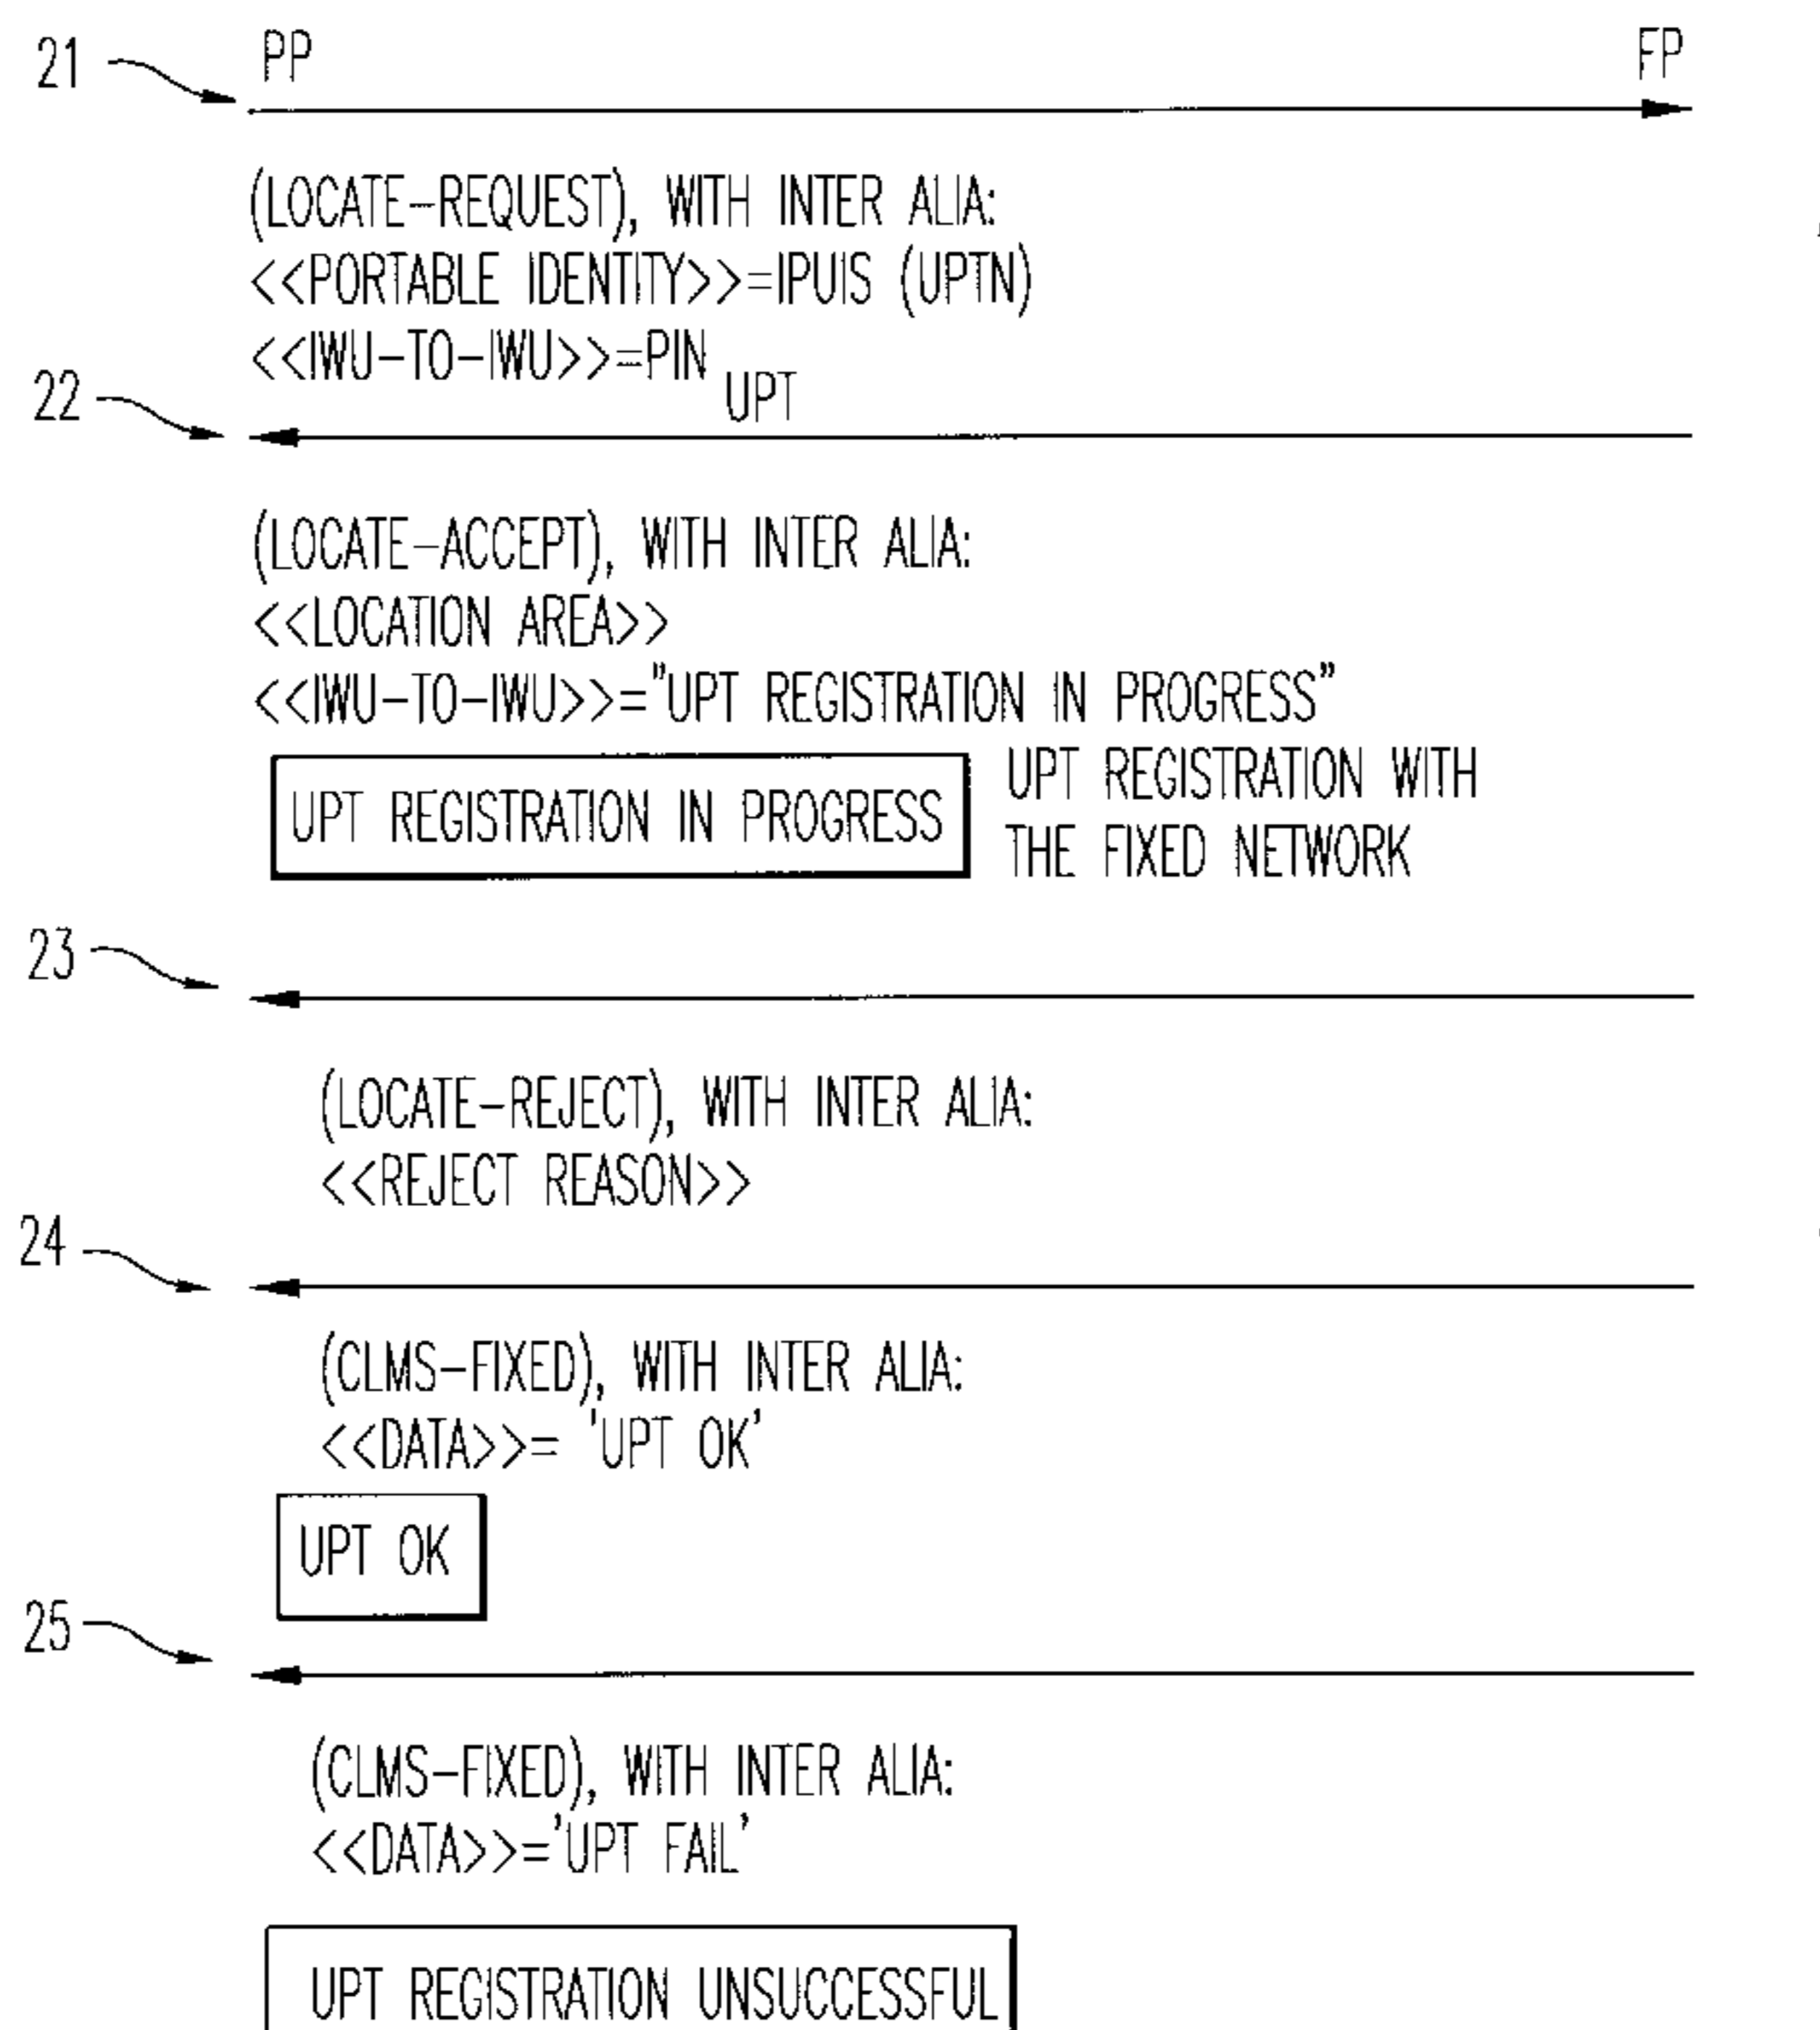 21 PP FP
(LOCATE-REQUEST), WITH INTER ALIA:
<<PORTABLE IDENTITY>>=IPUIS (UPTN)
<<IWU-TO-IWU>>=PIN UPT
22
(LOCATE-ACCEPT), WITH INTER ALIA:
<<LOCATION AREA>>
<<IWU-TO-IWU>>="UPT REGISTRATION IN PROGRESS"
UPT REGISTRATION IN PROGRESS
UPT REGISTRATION WITH
THE FIXED NETWORK
23
(LOCATE-REJECT), WITH INTER ALIA:
<<REJECT REASON>>
24
(CLMS-FIXED), WITH INTER ALIA:
<<DATA>>= 'UPT OK'
UPT OK
25
(CLMS-FIXED), WITH INTER ALIA:
<<DATA>>='UPT FAIL'
UPT REGISTRATION UNSUCCESSFUL